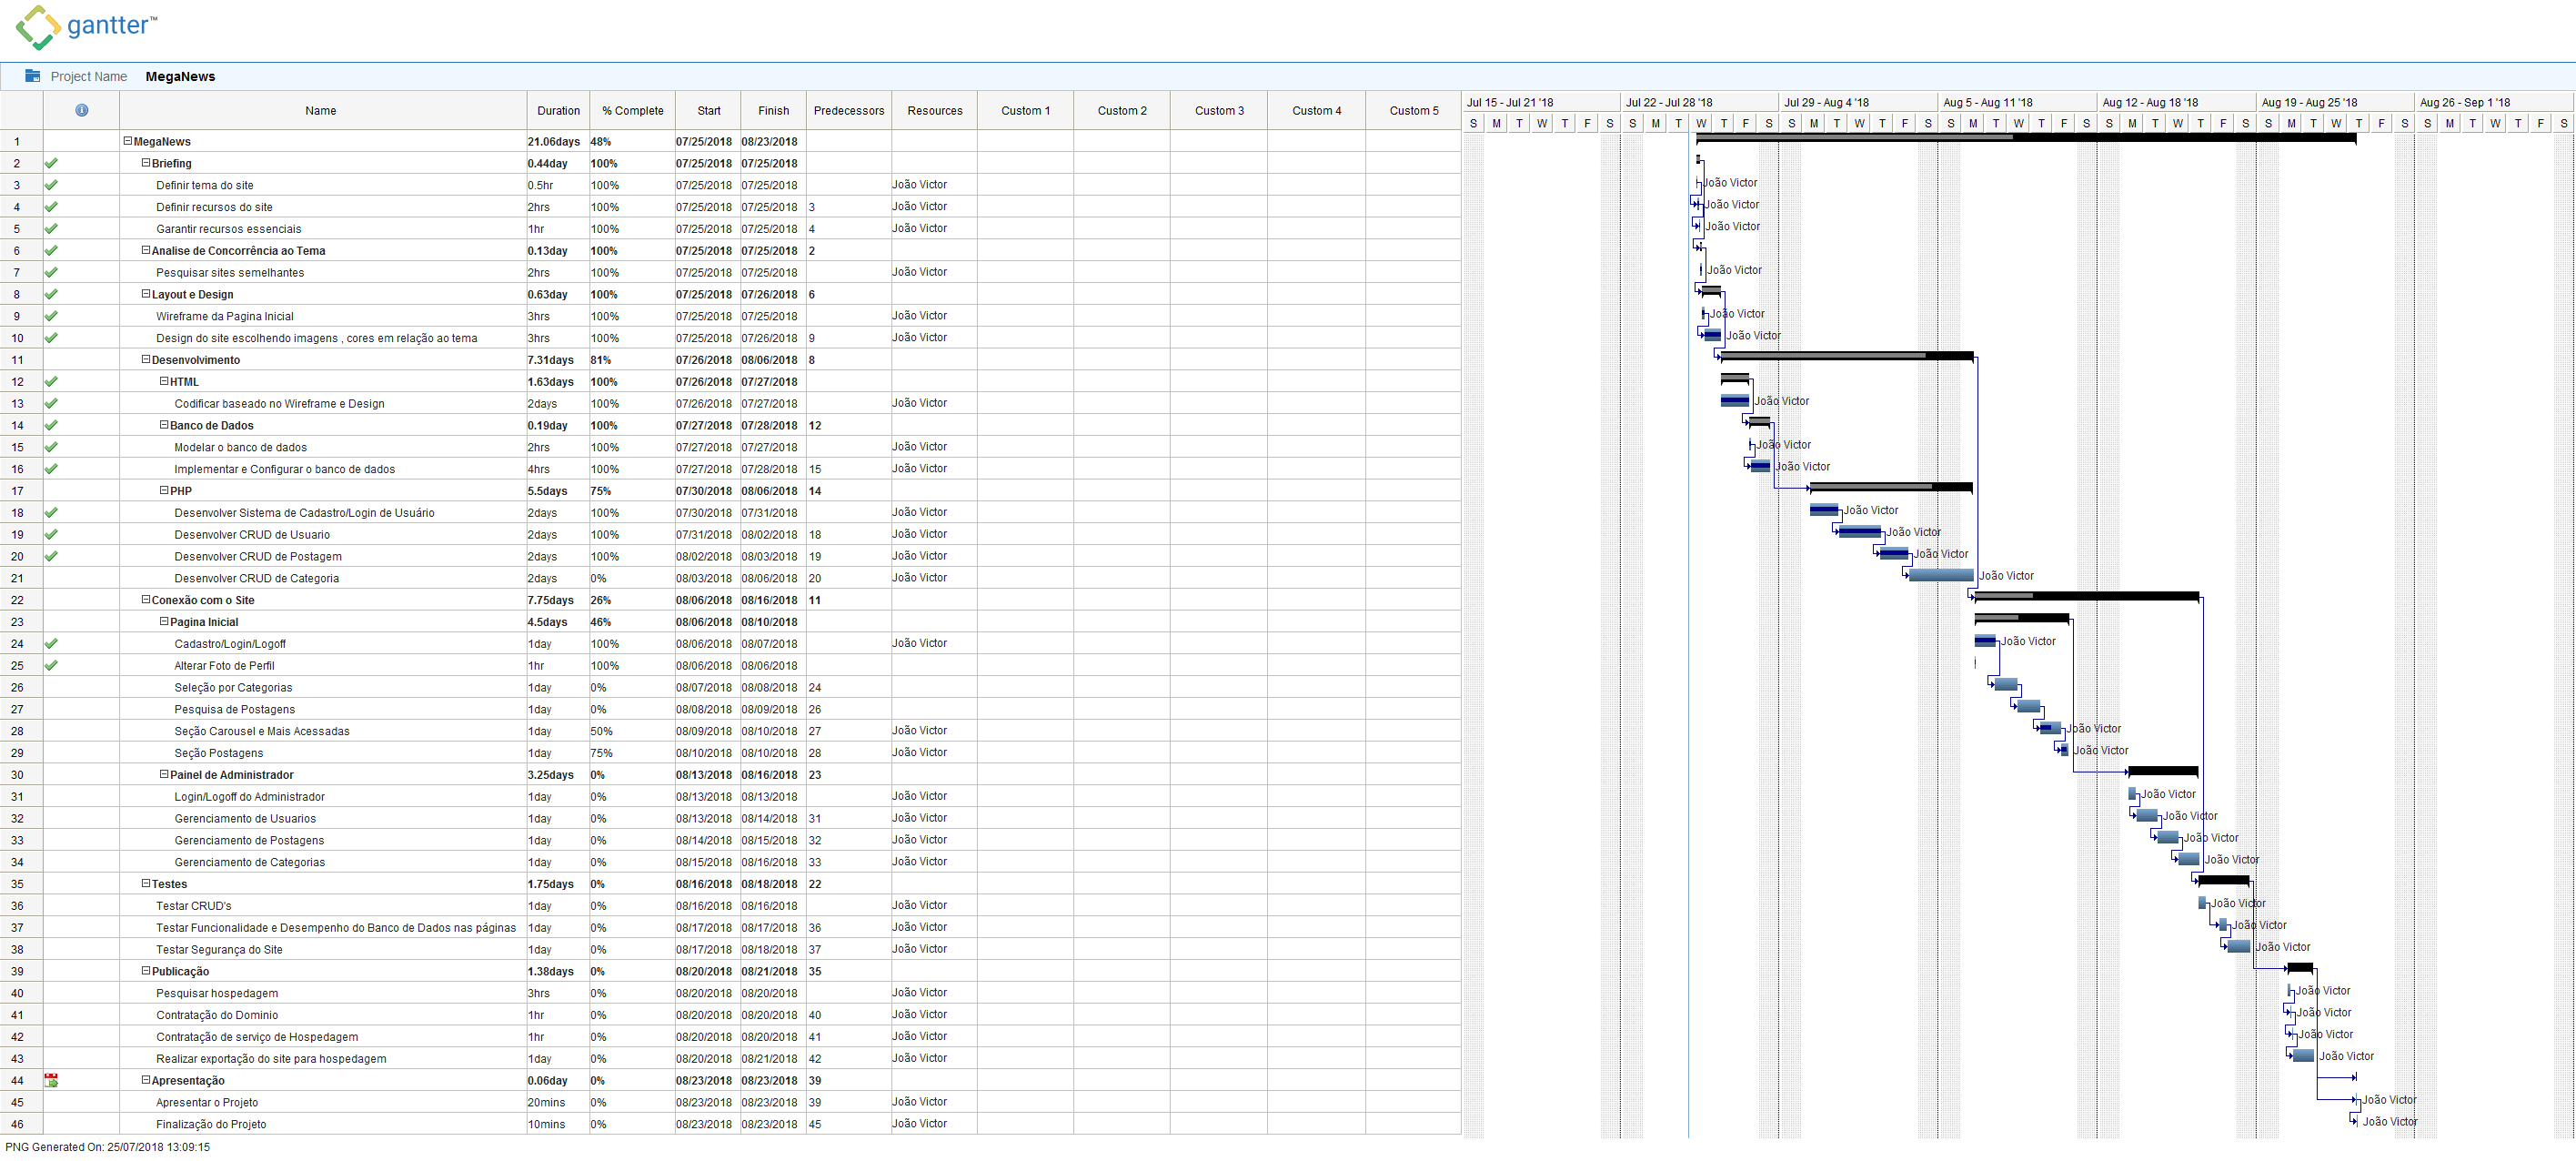 gantter™
Project Name MegaNews
Name Duration % Complete Start Finish Predecessors Resources Custom 1 Custom 2 Custom 3 Custom 4 Custom 5 Jul 15 - Jul 21 '18 Jul 22 - Jul 28 '18 Jul 29 - Aug 4 '18 Aug 5 - Aug 11 '18 Aug 12 - Aug 18 '18 Aug 19 - Aug 25 '18 Aug 26 - Sep 1 '18
S M T W T F S S M T W T F S S M T W T F S S M T W T F S S M T W T F S S M T W T F S S M T W T F S
1 MegaNews 21.06days 48% 07/25/2018 08/23/2018
2 Briefing 0.44day 100% 07/25/2018 07/25/2018
3 Definir tema do site 0.5hr 100% 07/25/2018 07/25/2018 João Victor João Victor
4 Definir recursos do site 2hrs 100% 07/25/2018 07/25/2018 3 João Victor João Victor
5 Garantir recursos essenciais 1hr 100% 07/25/2018 07/25/2018 4 João Victor João Victor
6 Analise de Concorrência ao Tema 0.13day 100% 07/25/2018 07/25/2018 2
7 Pesquisar sites semelhantes 2hrs 100% 07/25/2018 07/25/2018 João Victor João Victor
8 Layout e Design 0.63day 100% 07/25/2018 07/26/2018 6
9 Wireframe da Pagina Inicial 3hrs 100% 07/25/2018 07/25/2018 João Victor João Victor
10 Design do site escolhendo imagens , cores em relação ao tema 3hrs 100% 07/25/2018 07/26/2018 9 João Victor João Victor
11 Desenvolvimento 7.31days 81% 07/26/2018 08/06/2018 8
12 HTML 1.63days 100% 07/26/2018 07/27/2018
13 Codificar baseado no Wireframe e Design 2days 100% 07/26/2018 07/27/2018 João Victor João Victor
14 Banco de Dados 0.19day 100% 07/27/2018 07/28/2018 12
15 Modelar o banco de dados 2hrs 100% 07/27/2018 07/27/2018 João Victor João Victor
16 Implementar e Configurar o banco de dados 4hrs 100% 07/27/2018 07/28/2018 15 João Victor João Victor
17 PHP 5.5days 75% 07/30/2018 08/06/2018 14
18 Desenvolver Sistema de Cadastro/Login de Usuário 2days 100% 07/30/2018 07/31/2018 João Victor João Victor
19 Desenvolver CRUD de Usuario 2days 100% 07/31/2018 08/02/2018 18 João Victor João Victor
20 Desenvolver CRUD de Postagem 2days 100% 08/02/2018 08/03/2018 19 João Victor João Victor
21 Desenvolver CRUD de Categoria 2days 0% 08/03/2018 08/06/2018 20 João Victor João Victor
22 Conexão com o Site 7.75days 26% 08/06/2018 08/16/2018 11
23 Pagina Inicial 4.5days 46% 08/06/2018 08/10/2018
24 Cadastro/Login/Logoff 1day 100% 08/06/2018 08/07/2018 João Victor João Victor
25 Alterar Foto de Perfil 1hr 100% 08/06/2018 08/06/2018
26 Seleção por Categorias 1day 0% 08/07/2018 08/08/2018 24
27 Pesquisa de Postagens 1day 0% 08/08/2018 08/09/2018 26
28 Seção Carousel e Mais Acessadas 1day 50% 08/09/2018 08/10/2018 27 João Victor João Victor
29 Seção Postagens 1day 75% 08/10/2018 08/10/2018 28 João Victor João Victor
30 Painel de Administrador 3.25days 0% 08/13/2018 08/16/2018 23
31 Login/Logoff do Administrador 1day 0% 08/13/2018 08/13/2018 João Victor João Victor
32 Gerenciamento de Usuarios 1day 0% 08/13/2018 08/14/2018 31 João Victor João Victor
33 Gerenciamento de Postagens 1day 0% 08/14/2018 08/15/2018 32 João Victor João Victor
34 Gerenciamento de Categorias 1day 0% 08/15/2018 08/16/2018 33 João Victor João Victor
35 Testes 1.75days 0% 08/16/2018 08/18/2018 22
36 Testar CRUD's 1day 0% 08/16/2018 08/16/2018 João Victor João Victor
37 Testar Funcionalidade e Desempenho do Banco de Dados nas páginas 1day 0% 08/17/2018 08/17/2018 36 João Victor João Victor
38 Testar Segurança do Site 1day 0% 08/17/2018 08/18/2018 37 João Victor João Victor
39 Publicação 1.38days 0% 08/20/2018 08/21/2018 35
40 Pesquisar hospedagem 3hrs 0% 08/20/2018 08/20/2018 João Victor João Victor
41 Contratação do Dominio 1hr 0% 08/20/2018 08/20/2018 40 João Victor João Victor
42 Contratação de serviço de Hospedagem 1hr 0% 08/20/2018 08/20/2018 41 João Victor João Victor
43 Realizar exportação do site para hospedagem 1day 0% 08/20/2018 08/21/2018 42 João Victor João Victor
44 Apresentação 0.06day 0% 08/23/2018 08/23/2018 39
45 Apresentar o Projeto 20mins 0% 08/23/2018 08/23/2018 39 João Victor João Victor
46 Finalização do Projeto 10mins 0% 08/23/2018 08/23/2018 45 João Victor João Victor
PNG Generated On: 25/07/2018 13:09:15